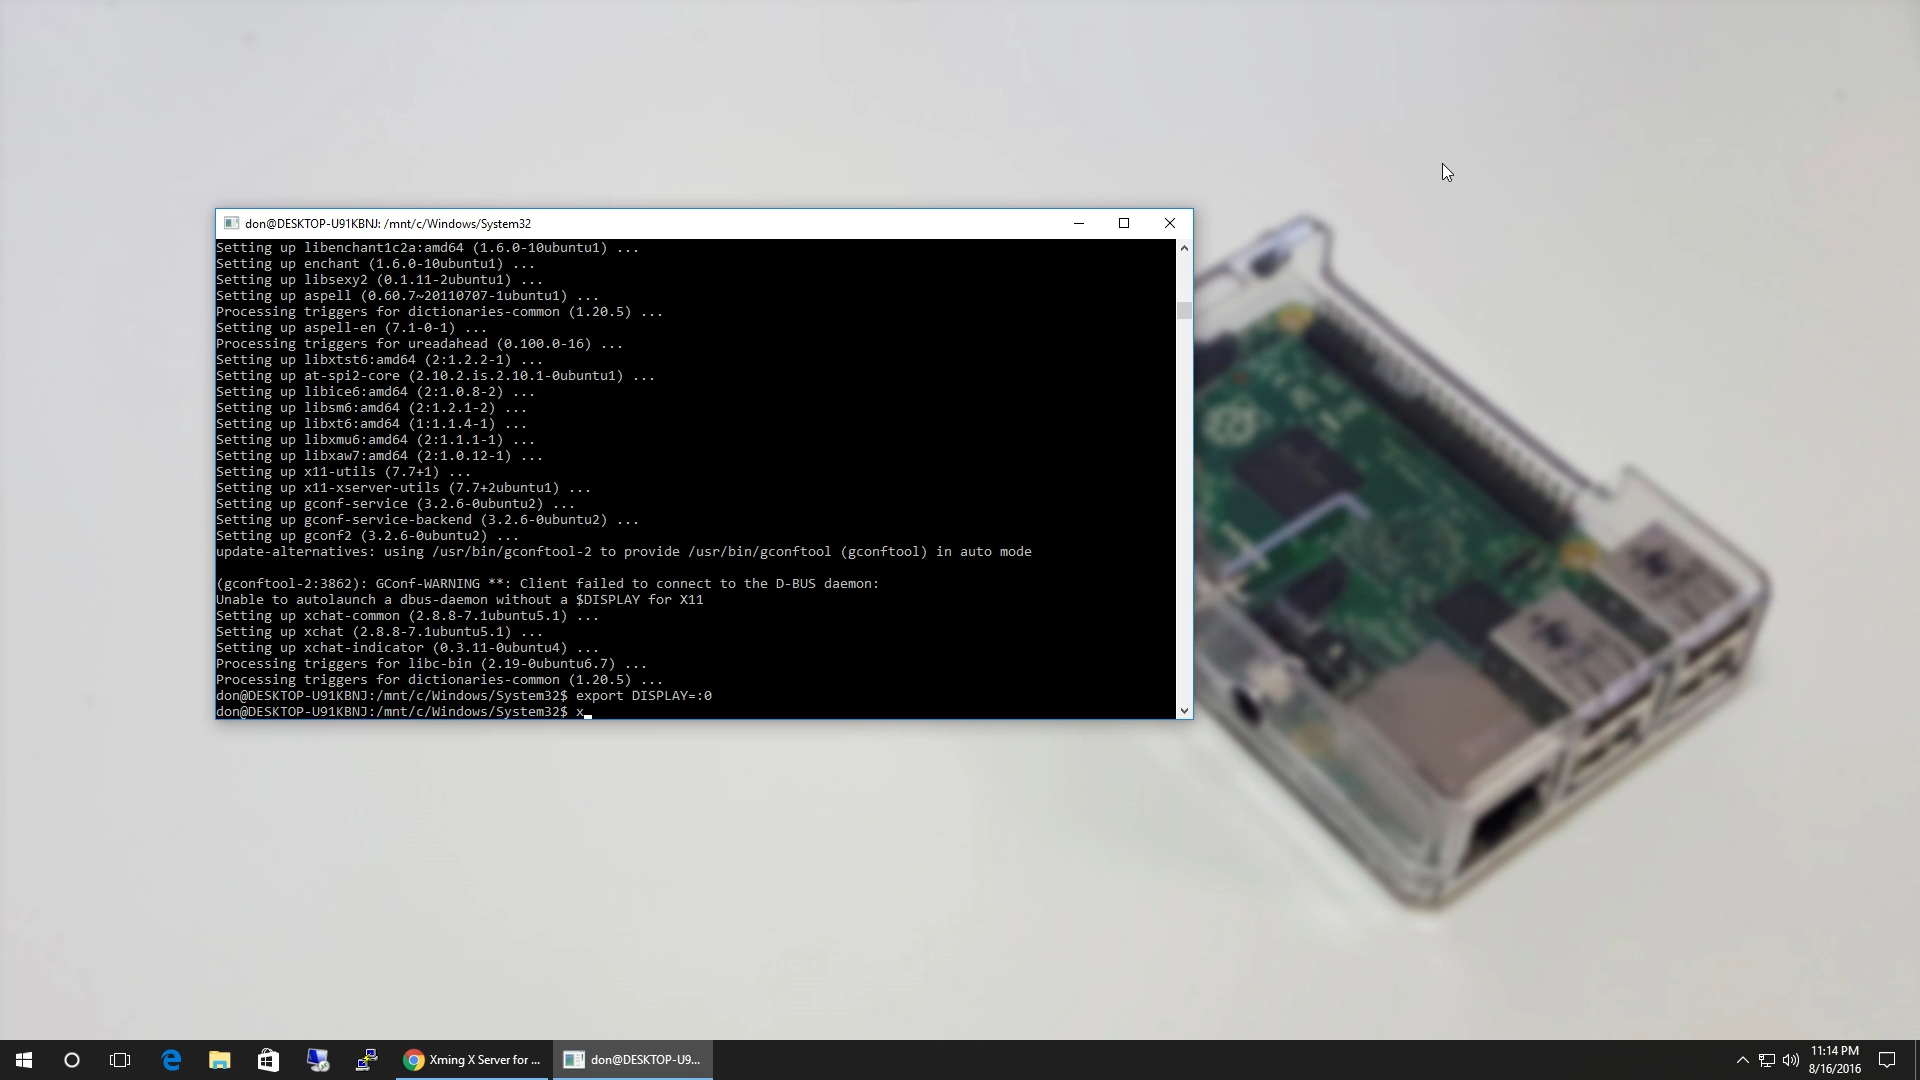 don@DESKTOP-U91KBNJ: /mnt/c/Windows/System32
Setting up libenchant1c2a:amd64 (1.6.0-10ubuntu1) ...
Setting up enchant (1.6.0-10ubuntu1) ...
Setting up libsexy2 (0.1.11-2ubuntu1) ...
Setting up aspell (0.60.7~20110707-1ubuntu1) ...
Processing triggers for dictionaries-common (1.20.5) ...
Setting up aspell-en (7.1-0-1) ...
Processing triggers for ureadahead (0.100.0-16) ...
Setting up libxtst6:amd64 (2:1.2.2-1) ...
Setting up at-spi2-core (2.10.2.is.2.10.1-0ubuntu1) ...
Setting up libice6:amd64 (2:1.0.8-2) ...
Setting up libsm6:amd64 (2:1.2.1-2) ...
Setting up libxt6:amd64 (1:1.1.4-1) ...
Setting up libxmu6:amd64 (2:1.1.1-1) ...
Setting up libxaw7:amd64 (2:1.0.12-1) ...
Setting up x11-utils (7.7+1) ...
Setting up x11-xserver-utils (7.7+2ubuntu1) ...
Setting up gconf-service (3.2.6-0ubuntu2) ...
Setting up gconf-service-backend (3.2.6-0ubuntu2) ...
Setting up gconf2 (3.2.6-0ubuntu2) ...
update-alternatives: using /usr/bin/gconftool-2 to provide /usr/bin/gconftool (gconftool) in auto mode
(gconftool-2:3862): GConf-WARNING **: Client failed to connect to the D-BUS daemon:
Unable to autolaunch a dbus-daemon without a $DISPLAY for X11
Setting up xchat-common (2.8.8-7.1ubuntu5.1) ...
Setting up xchat (2.8.8-7.1ubuntu5.1) ...
Setting up xchat-indicator (0.3.11-0ubuntu4) ...
Processing triggers for libc-bin (2.19-0ubuntu6.7) ...
Processing triggers for dictionaries-common (1.20.5) ...
don@DESKTOP-U91KBNJ:/mnt/c/Windows/System32$ export DISPLAY=:0
don@DESKTOP-U91KBNJ:/mnt/c/Windows/System32$ x
Xming X Server for ...
don@DESKTOP-U9...
11:14 PM
8/16/2016